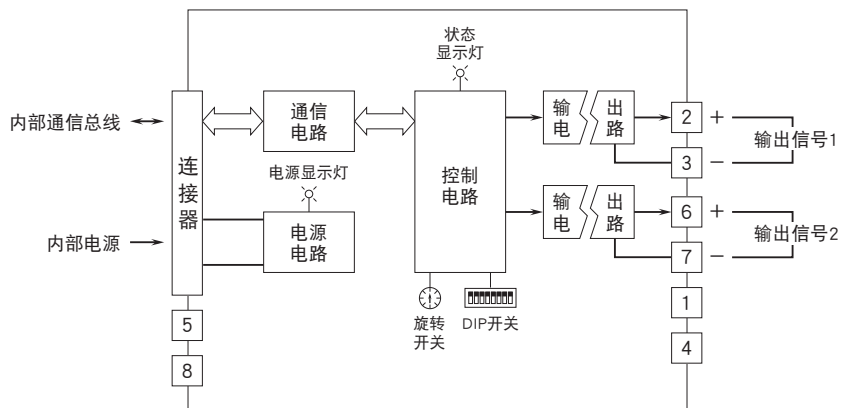 状态
显示灯
内部通信总线
连接器
通信
电路
电源显示灯
内部电源
电源
电路
控制
电路
输出
电路
2
+
3
−
输出信号1
输出
电路
6
+
7
−
输出信号2
旋转
开关
DIP开关
5
8
1
4